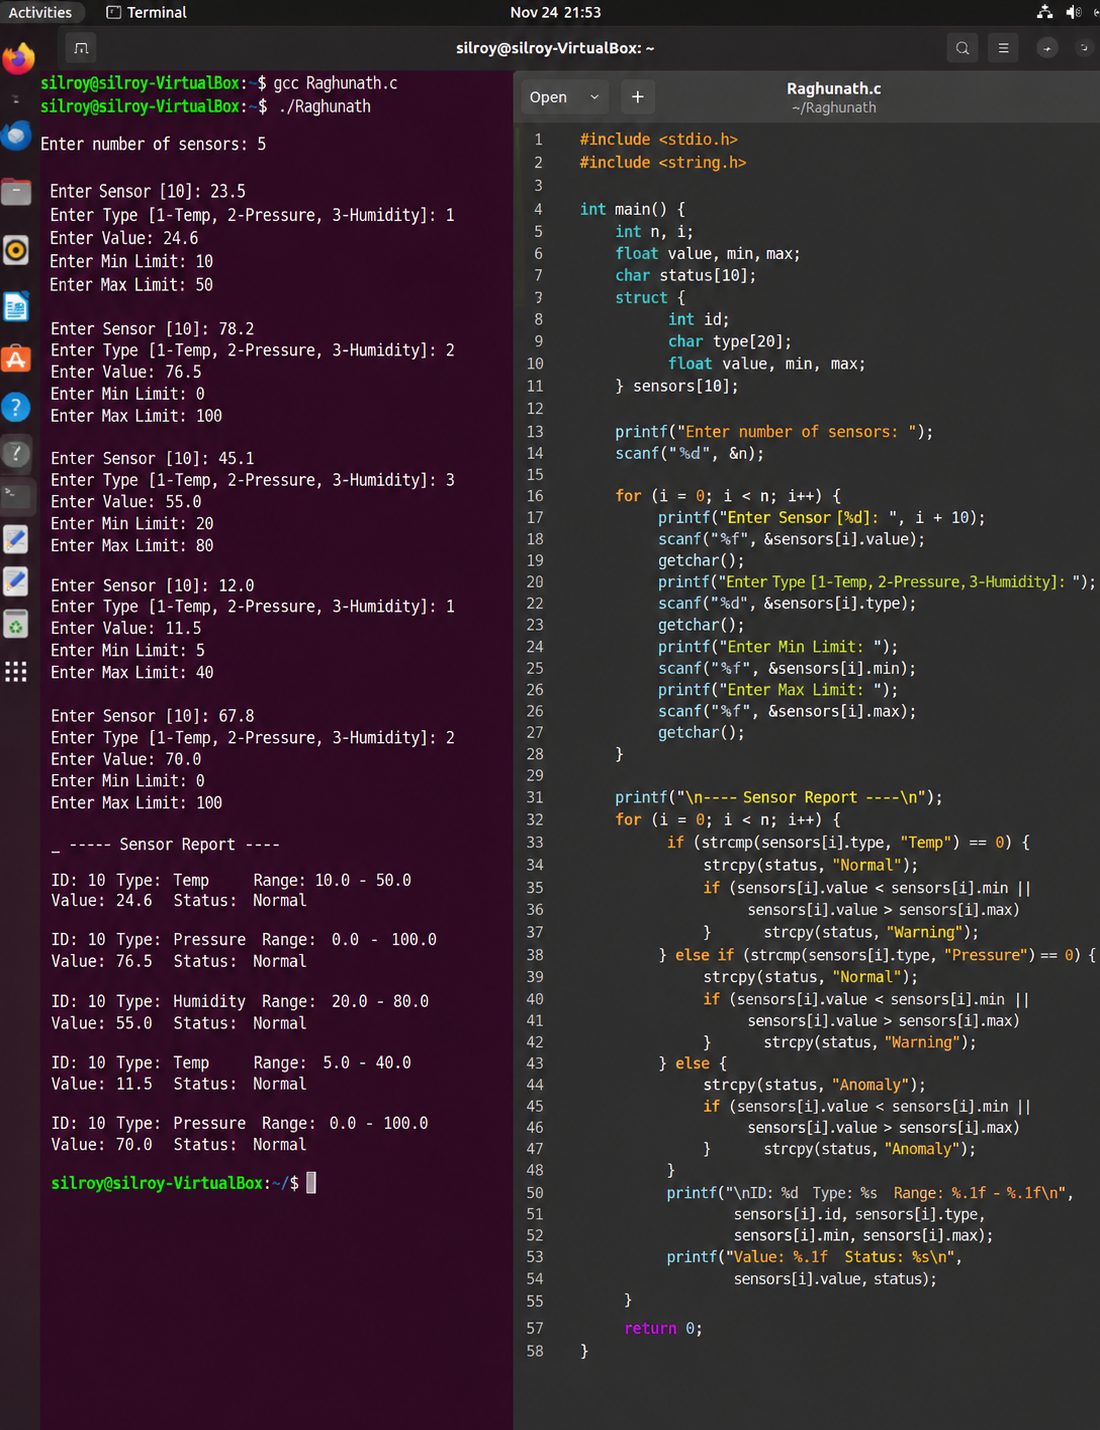 Activities
Terminal
Nov 24 21:53
silroy@silroy-VirtualBox: ~
silroy@silroy-VirtualBox:~$ gcc Raghunath.c
silroy@silroy-VirtualBox:~$ ./Raghunath
Enter number of sensors: 5
Enter Sensor [10]: 23.5
Enter Type [1-Temp, 2-Pressure, 3-Humidity]: 1
Enter Value: 24.6
Enter Min Limit: 10
Enter Max Limit: 50
Enter Sensor [10]: 78.2
Enter Type [1-Temp, 2-Pressure, 3-Humidity]: 2
Enter Value: 76.5
Enter Min Limit: 0
Enter Max Limit: 100
Enter Sensor [10]: 45.1
Enter Type [1-Temp, 2-Pressure, 3-Humidity]: 3
Enter Value: 55.0
Enter Min Limit: 20
Enter Max Limit: 80
Enter Sensor [10]: 12.0
Enter Type [1-Temp, 2-Pressure, 3-Humidity]: 1
Enter Value: 11.5
Enter Min Limit: 5
Enter Max Limit: 40
Enter Sensor [10]: 67.8
Enter Type [1-Temp, 2-Pressure, 3-Humidity]: 2
Enter Value: 70.0
Enter Min Limit: 0
Enter Max Limit: 100
_ ----- Sensor Report ----
ID: 10 Type: Temp Range: 10.0 - 50.0
Value: 24.6 Status: Normal
ID: 10 Type: Pressure Range: 0.0 - 100.0
Value: 76.5 Status: Normal
ID: 10 Type: Humidity Range: 20.0 - 80.0
Value: 55.0 Status: Normal
ID: 10 Type: Temp Range: 5.0 - 40.0
Value: 11.5 Status: Normal
ID: 10 Type: Pressure Range: 0.0 - 100.0
Value: 70.0 Status: Normal
silroy@silroy-VirtualBox:~/$
Open
+
Raghunath.c
~/Raghunath
1 #include <stdio.h>
2 #include <string.h>
3
4 int main() {
5 int n, i;
6 float value, min, max;
7 char status[10];
3 struct {
8 int id;
9 char type[20];
10 float value, min, max;
11 } sensors[10];
12
13 printf("Enter number of sensors: ");
14 scanf("%d", &n);
15
16 for (i = 0; i < n; i++) {
17 printf("Enter Sensor [%d]: ", i + 10);
18 scanf("%f", &sensors[i].value);
19 getchar();
20 printf("Enter Type [1-Temp, 2-Pressure, 3-Humidity]: ");
22 scanf("%d", &sensors[i].type);
23 getchar();
24 printf("Enter Min Limit: ");
25 scanf("%f", &sensors[i].min);
26 printf("Enter Max Limit: ");
26 scanf("%f", &sensors[i].max);
27 getchar();
28 }
29
31 printf("\n---- Sensor Report ----\n");
32 for (i = 0; i < n; i++) {
33 if (strcmp(sensors[i].type, "Temp") == 0) {
34 strcpy(status, "Normal");
35 if (sensors[i].value < sensors[i].min ||
36 sensors[i].value > sensors[i].max)
37 } strcpy(status, "Warning");
38 } else if (strcmp(sensors[i].type, "Pressure") == 0) {
39 strcpy(status, "Normal");
40 if (sensors[i].value < sensors[i].min ||
41 sensors[i].value > sensors[i].max)
42 } strcpy(status, "Warning");
43 } else {
44 strcpy(status, "Anomaly");
45 if (sensors[i].value < sensors[i].min ||
46 sensors[i].value > sensors[i].max)
47 } strcpy(status, "Anomaly");
48 }
50 printf("\nID: %d Type: %s Range: %.1f - %.1f\n",
51 sensors[i].id, sensors[i].type,
52 sensors[i].min, sensors[i].max);
53 printf("Value: %.1f Status: %s\n",
54 sensors[i].value, status);
55 }
57 return 0;
58 }